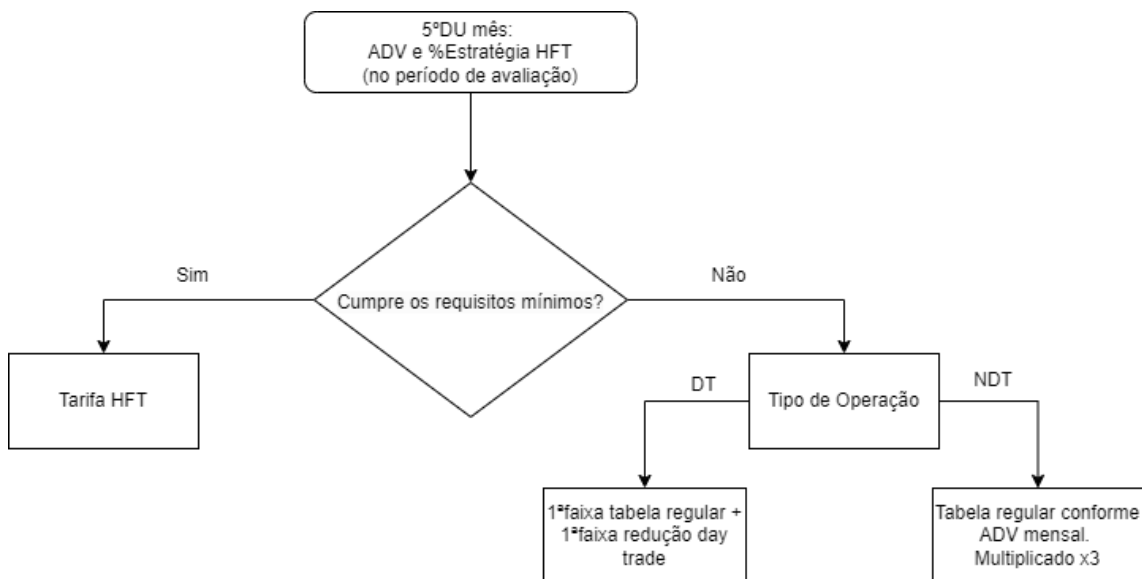 5ºDU mês:
ADV e %Estratégia HFT
(no período de avaliação)
Sim
Não
Cumpre os requisitos mínimos?
Tarifa HFT
DT
Tipo de Operação
NDT
1ªfaixa tabela regular +
1ªfaixa redução day
trade
Tabela regular conforme
ADV mensal.
Multiplicado x3